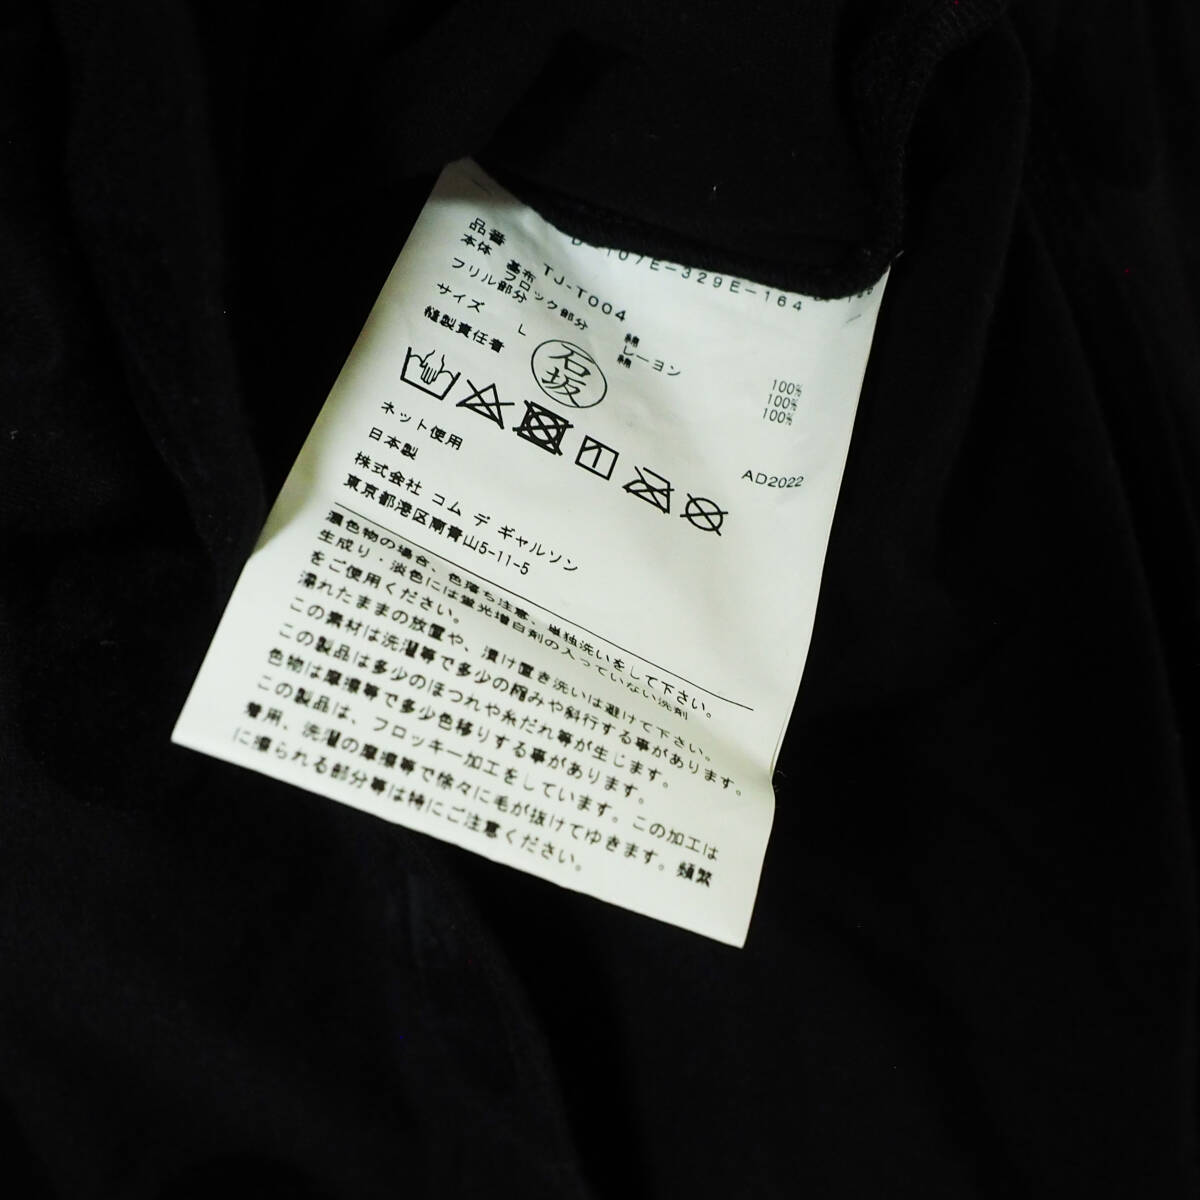 品番 TJ-T004
107E-329E-164
本体 基布 綿 100%
フロック部分 レーヨン 100%
フリル部分 綿 100%
サイズ L
縫製責任者 石坂
AD2022
ネット使用
日本製
株式会社 コム デ ギャルソン
東京都港区南青山5-11-5
濃色物の場合、色落ち注意、単独洗いをして下さい。
生成り・淡色には蛍光増白剤の入っていない洗剤
をご使用ください。
濡れたままの放置や、漬け置き洗いは避けて下さい。
この素材は洗濯等で多少の縮みや斜行する事があります。
この製品は多少のほつれや糸だれ等が生じます。
色物は摩擦等で多少色移りする事があります。
この製品は、フロッキー加工をしています。この加工は
着用、洗濯の摩擦等で徐々に毛が抜けてゆきます。頻繁
に擦られる部分等は特にご注意ください。